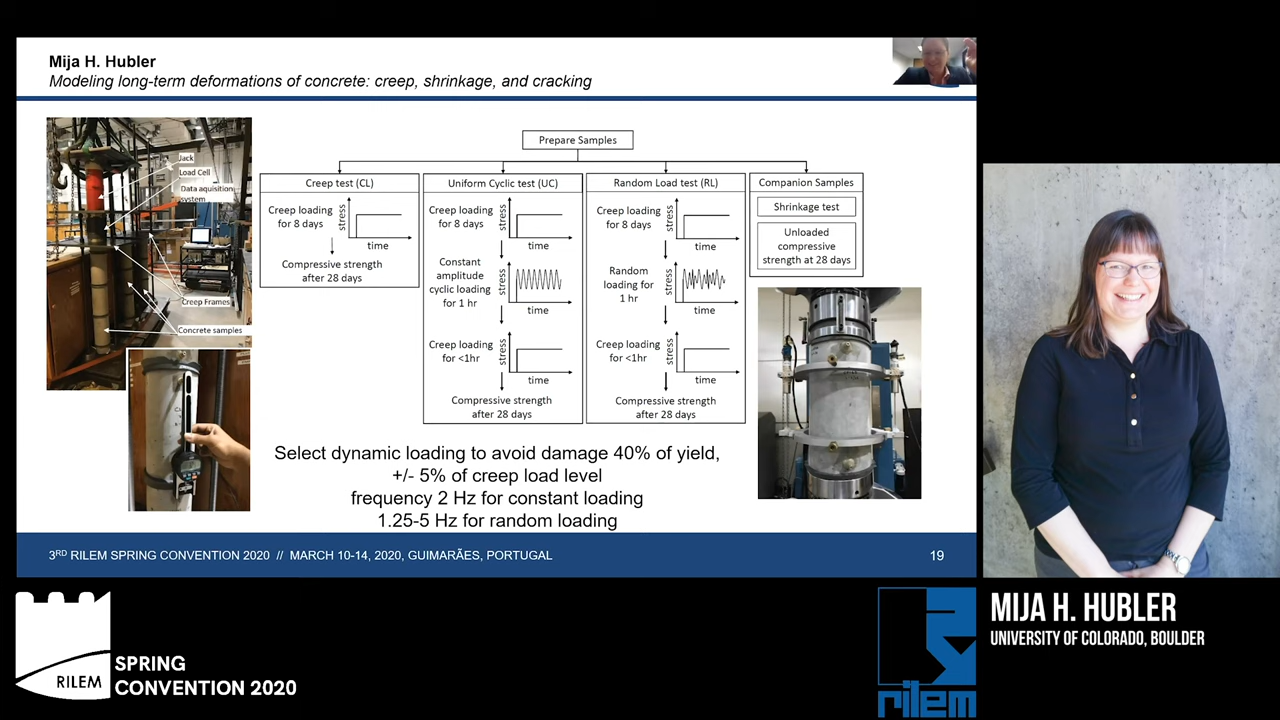 Mija H. Hubler
Modeling long-term deformations of concrete: creep, shrinkage, and cracking
Jack
Load Cell
Data aquisition
system
Creep Frames
Concrete samples
Prepare Samples
Creep test (CL)
Creep loading
for 8 days
stress
time
Compressive strength
after 28 days
Uniform Cyclic test (UC)
Creep loading
for 8 days
stress
time
Constant
amplitude
cyclic loading
for 1 hr
stress
time
Creep loading
for <1hr
stress
time
Compressive strength
after 28 days
Random Load test (RL)
Creep loading
for 8 days
stress
time
Random
loading for
1 hr
stress
time
Creep loading
for <1hr
stress
time
Compressive strength
after 28 days
Companion Samples
Shrinkage test
Unloaded
compressive
strength at 28 days
Select dynamic loading to avoid damage 40% of yield,
+/- 5% of creep load level
frequency 2 Hz for constant loading
1.25-5 Hz for random loading
3RD RILEM SPRING CONVENTION 2020 // MARCH 10-14, 2020, GUIMARÃES, PORTUGAL
19
RILEM
SPRING
CONVENTION 2020
rilem
MIJA H. HUBLER
UNIVERSITY OF COLORADO, BOULDER